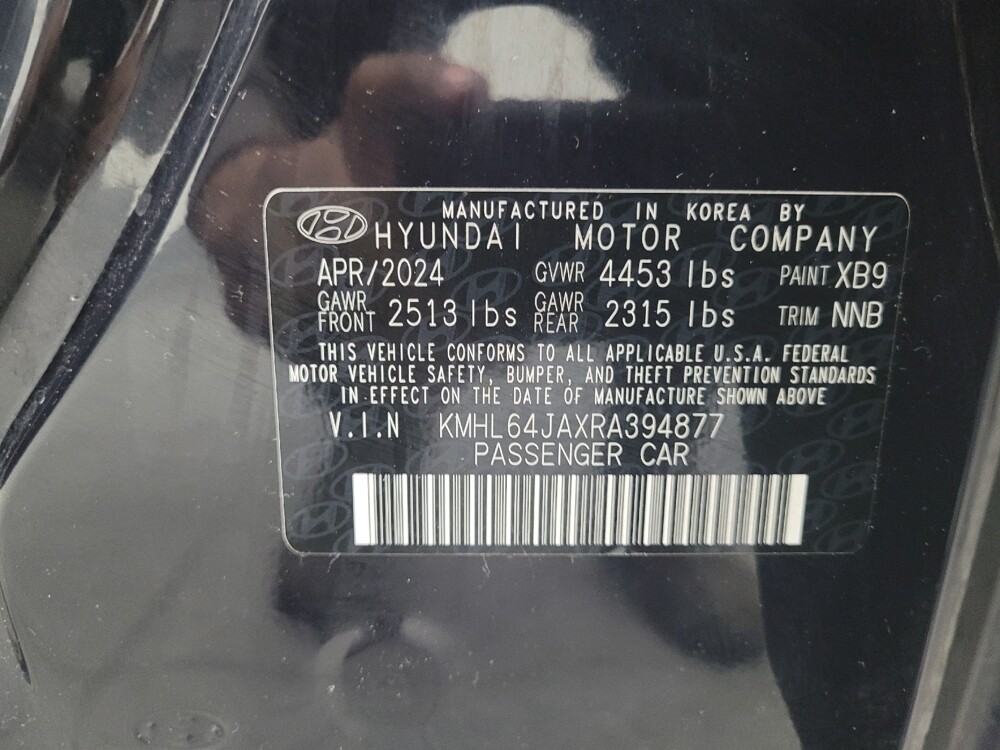 MANUFACTURED IN KOREA BY
HYUNDAI MOTOR COMPANY
APR/2024 GVWR 4453 lbs PAINT XB9
GAWR FRONT 2513 lbs GAWR REAR 2315 lbs TRIM NNB
THIS VEHICLE CONFORMS TO ALL APPLICABLE U.S.A. FEDERAL
MOTOR VEHICLE SAFETY, BUMPER, AND THEFT PREVENTION STANDARDS
IN EFFECT ON THE DATE OF MANUFACTURE SHOWN ABOVE
V.I.N KMHL64JAXRA394877
PASSENGER CAR